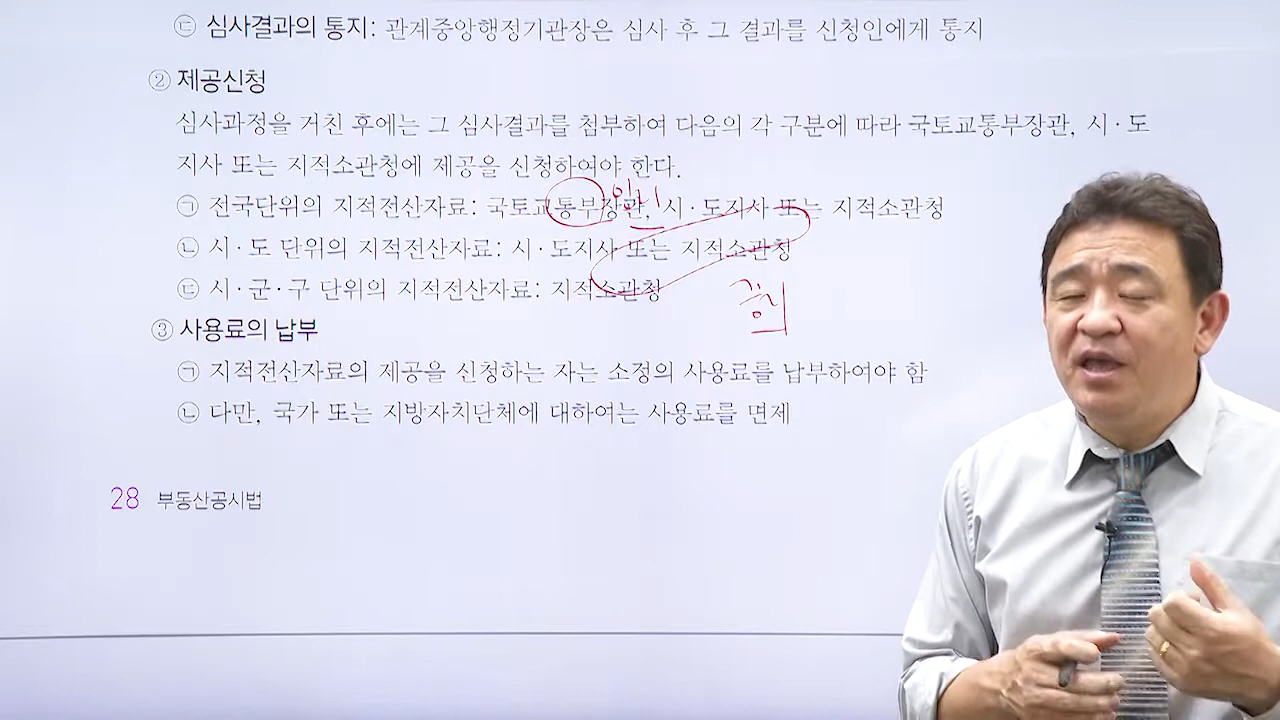 ㉢ 심사결과의 통지: 관계중앙행정기관장은 심사 후 그 결과를 신청인에게 통지
② 제공신청
심사과정을 거친 후에는 그 심사결과를 첨부하여 다음의 각 구분에 따라 국토교통부장관, 시·도
지사 또는 지적소관청에 제공을 신청하여야 한다.
㉠ 전국단위의 지적전산자료: 국토교통부장관, 시·도지사 또는 지적소관청
㉡ 시·도 단위의 지적전산자료: 시·도지사 또는 지적소관청
㉢ 시·군·구 단위의 지적전산자료: 지적소관청
③ 사용료의 납부
㉠ 지적전산자료의 제공을 신청하는 자는 소정의 사용료를 납부하여야 함
㉡ 다만, 국가 또는 지방자치단체에 대하여는 사용료를 면제
28 부동산공시법